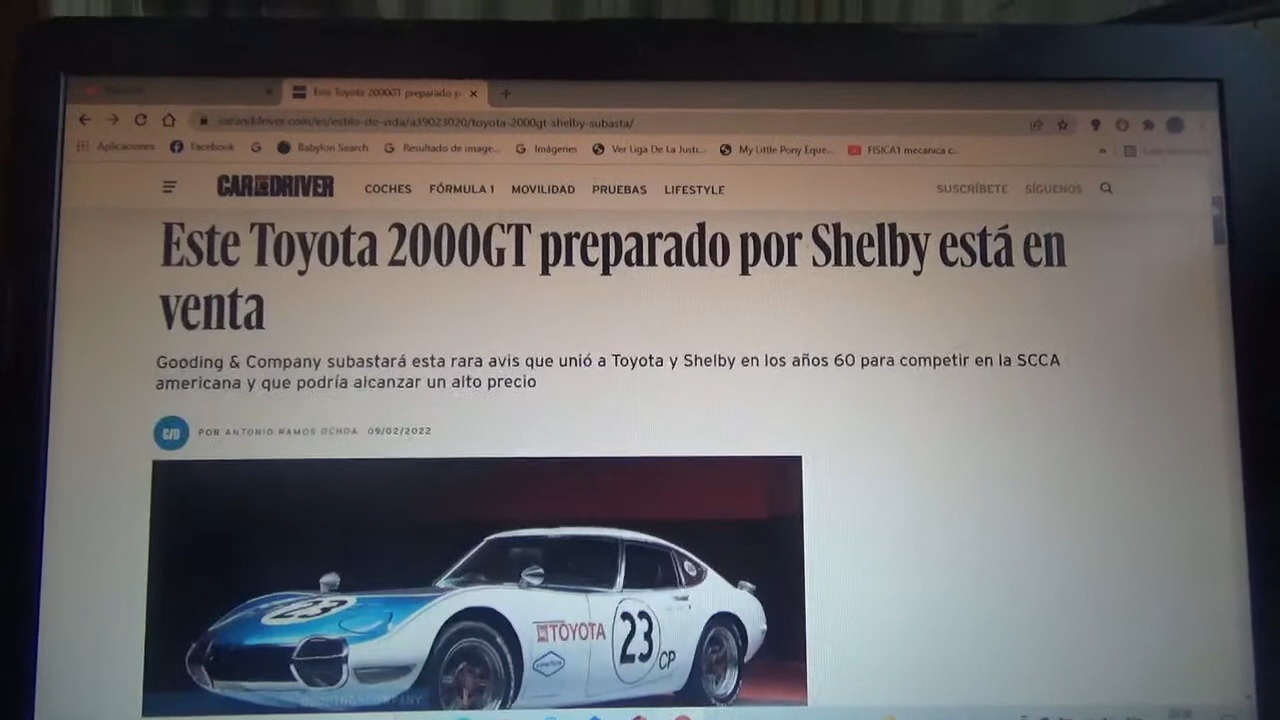 Este Toyota 2000GT preparado p
caranddriver.com/es/estilo-de-vida/a39023020/toyota-2000gt-shelby-subasta/
Aplicaciones Facebook Babylon Search Resultado de image... Imágenes Ver Liga De La Justi... My Little Pony Eque... FISICA1 mecanica c...
CAR AND DRIVER COCHES FÓRMULA 1 MOVILIDAD PRUEBAS LIFESTYLE SUSCRÍBETE SÍGUENOS
Este Toyota 2000GT preparado por Shelby está en
venta
Gooding & Company subastará esta rara avis que unió a Toyota y Shelby en los años 60 para competir en la SCCA
americana y que podría alcanzar un alto precio
C/D POR ANTONIO RAMOS OCHOA 09/02/2022
23
TOYOTA
23
CP
GOODYEAR
GOODING & COMPANY